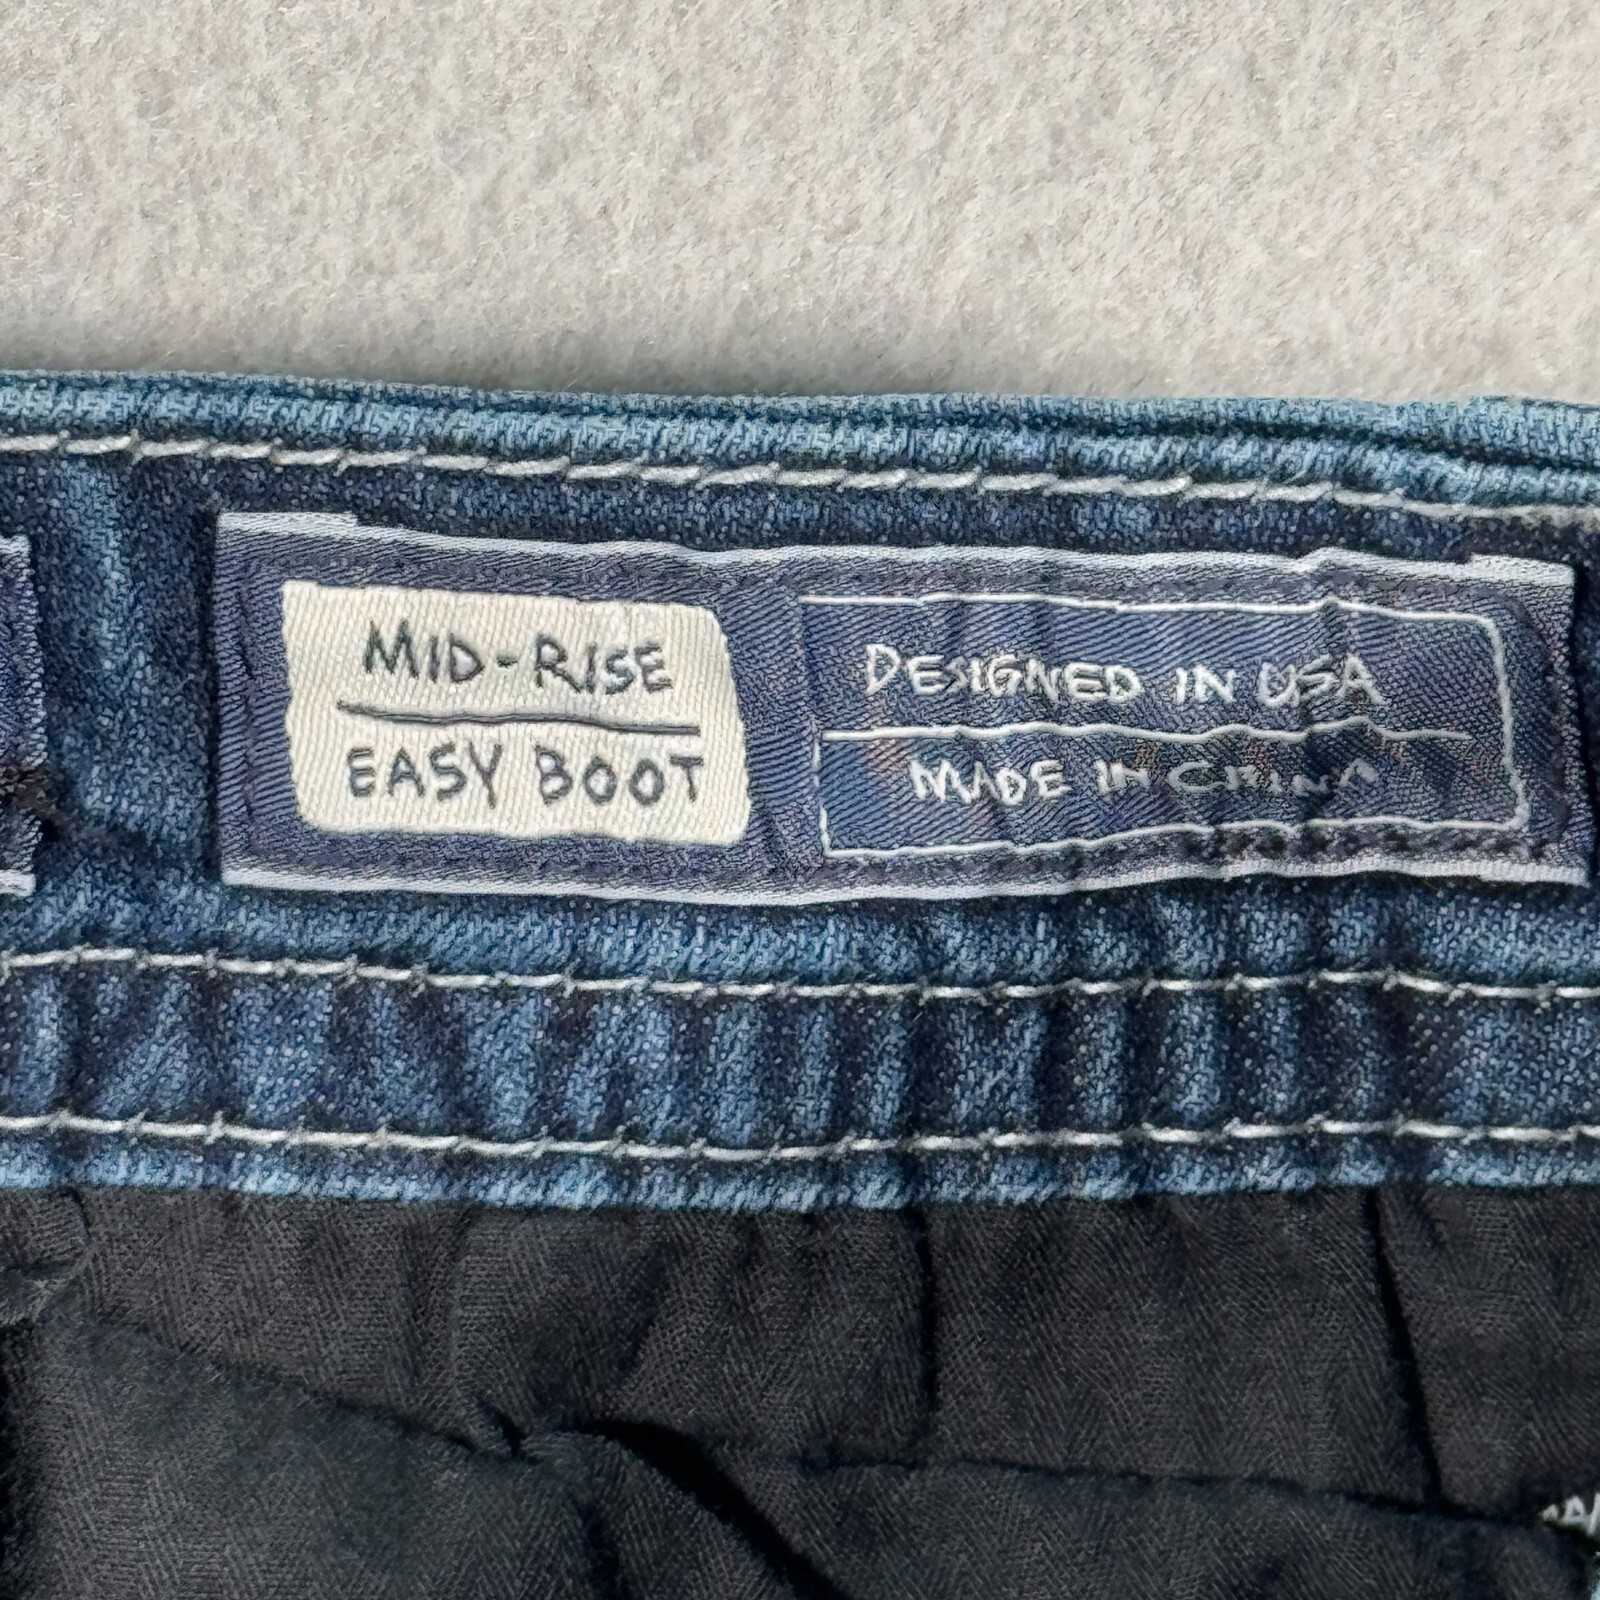 MID-RISE
EASY BOOT
DESIGNED IN USA
MADE IN CHINA